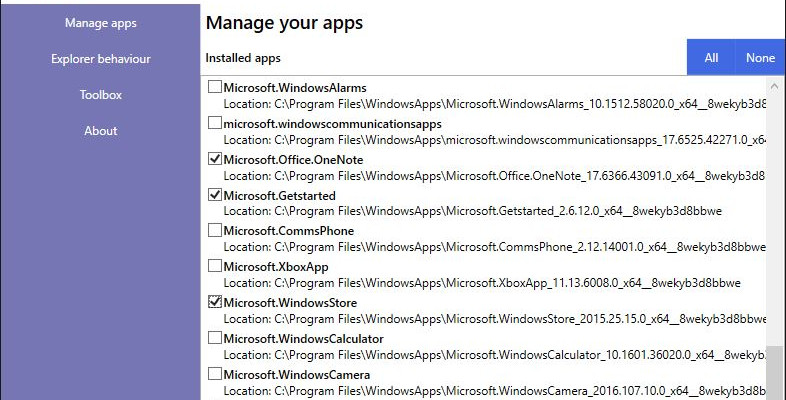 Manage apps
Explorer behaviour
Toolbox
About
Manage your apps
Installed apps
All None
Microsoft.WindowsAlarms
Location: C:\Program Files\WindowsApps\Microsoft.WindowsAlarms_10.1512.58020.0_x64__8wekyb3d8
microsoft.windowscommunicationsapps
Location: C:\Program Files\WindowsApps\microsoft.windowscommunicationsapps_17.6525.42271.0_x64
Microsoft.Office.OneNote
Location: C:\Program Files\WindowsApps\Microsoft.Office.OneNote_17.6366.43091.0_x64__8wekyb3d8
Microsoft.Getstarted
Location: C:\Program Files\WindowsApps\Microsoft.Getstarted_2.6.12.0_x64__8wekyb3d8bbwe
Microsoft.CommsPhone
Location: C:\Program Files\WindowsApps\Microsoft.CommsPhone_2.12.14001.0_x64__8wekyb3d8bbwe
Microsoft.XboxApp
Location: C:\Program Files\WindowsApps\Microsoft.XboxApp_11.13.6008.0_x64__8wekyb3d8bbwe
Microsoft.WindowsStore
Location: C:\Program Files\WindowsApps\Microsoft.WindowsStore_2015.25.15.0_x64__8wekyb3d8bbwe
Microsoft.WindowsCalculator
Location: C:\Program Files\WindowsApps\Microsoft.WindowsCalculator_10.1601.36020.0_x64__8wekyb
Microsoft.WindowsCamera
Location: C:\Program Files\WindowsApps\Microsoft.WindowsCamera_2016.107.10.0_x64__8wekyb3d8